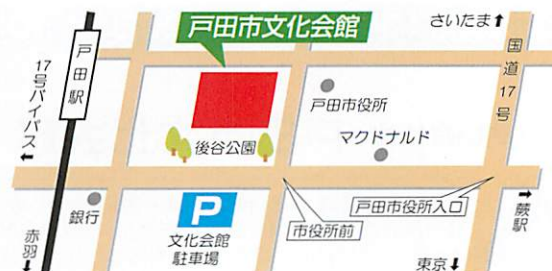 戸田市文化会館
さいたま↑
国道17号
戸田駅
17号バイパス
←
戸田市役所
マクドナルド
後谷公園
銀行
P
文化会館
駐車場
市役所前
戸田市役所入口
→
蕨駅
赤羽
↓
東京↓